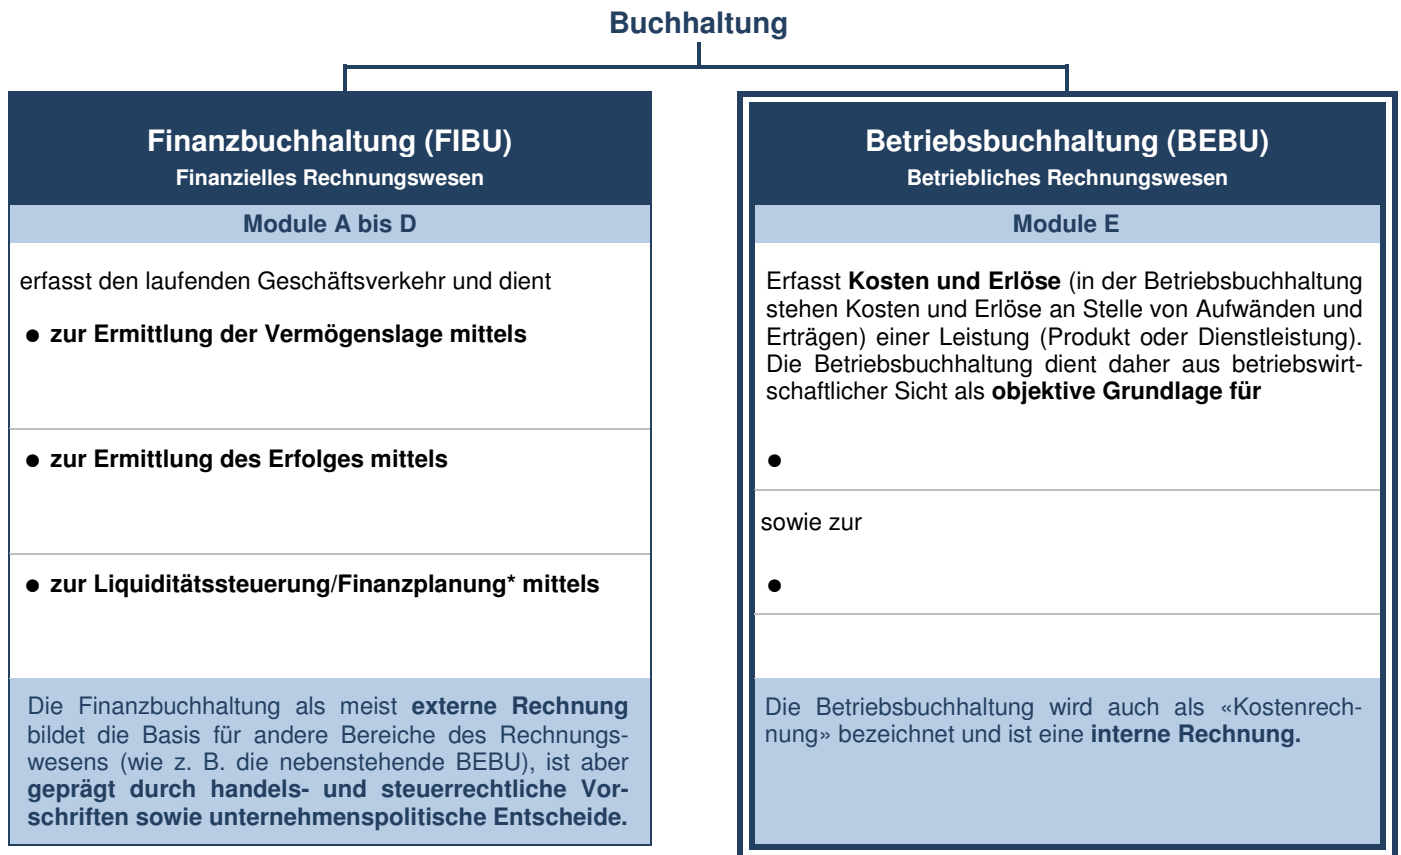 Buchhaltung
Finanzbuchhaltung (FIBU)
Finanzielles Rechnungswesen
Module A bis D
erfasst den laufenden Geschäftsverkehr und dient
● zur Ermittlung der Vermögenslage mittels
● zur Ermittlung des Erfolges mittels
● zur Liquiditätssteuerung/Finanzplanung* mittels
Die Finanzbuchhaltung als meist externe Rechnung
bildet die Basis für andere Bereiche des Rechnungs-
wesens (wie z. B. die nebenstehende BEBU), ist aber
geprägt durch handels- und steuerrechtliche Vor-
schriften sowie unternehmenspolitische Entscheide.
Betriebsbuchhaltung (BEBU)
Betriebliches Rechnungswesen
Module E
Erfasst Kosten und Erlöse (in der Betriebsbuchhaltung
stehen Kosten und Erlöse an Stelle von Aufwänden und
Erträgen) einer Leistung (Produkt oder Dienstleistung).
Die Betriebsbuchhaltung dient daher aus betriebswirt-
schaftlicher Sicht als objektive Grundlage für
●
sowie zur
●
Die Betriebsbuchhaltung wird auch als «Kostenrech-
nung» bezeichnet und ist eine interne Rechnung.